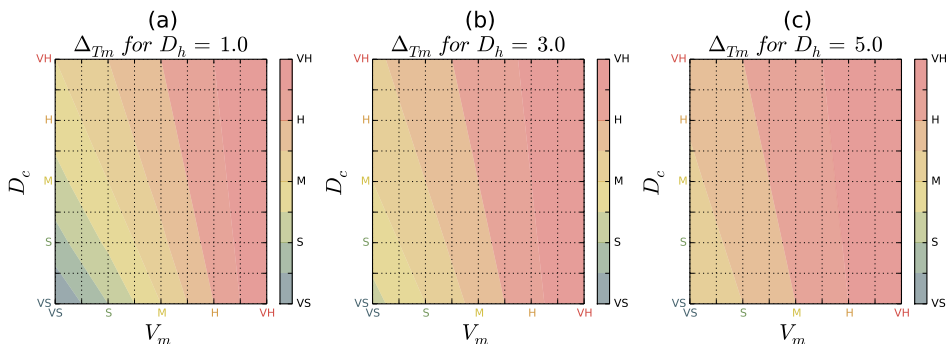 (a)
Δ_Tm for D_h = 1.0
VH
H
M
S
VS
D_c
VS S M H VH
V_m
VH
H
M
S
VS
(b)
Δ_Tm for D_h = 3.0
VH
H
M
S
VS
D_c
VS S M H VH
V_m
VH
H
M
S
VS
(c)
Δ_Tm for D_h = 5.0
VH
H
M
S
VS
D_c
VS S M H VH
V_m
VH
H
M
S
VS